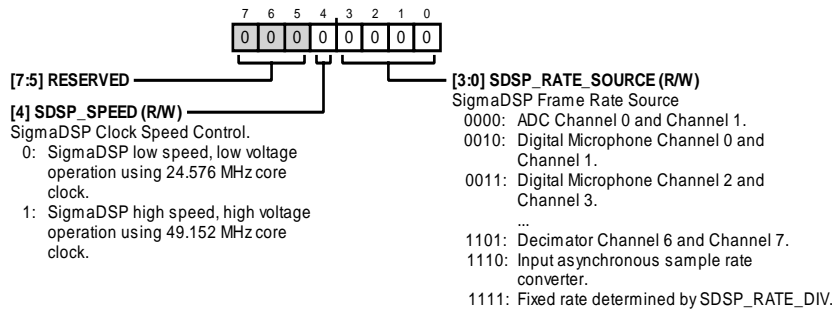 7 6 5 4 3 2 1 0
0 0 0 0 0 0 0 0
[7:5] RESERVED
[4] SDSP_SPEED (R/W)
SigmaDSP Clock Speed Control.
0: SigmaDSP low speed, low voltage
operation using 24.576 MHz core
clock.
1: SigmaDSP high speed, high voltage
operation using 49.152 MHz core
clock.
[3:0] SDSP_RATE_SOURCE (R/W)
SigmaDSP Frame Rate Source
0000: ADC Channel 0 and Channel 1.
0010: Digital Microphone Channel 0 and
Channel 1.
0011: Digital Microphone Channel 2 and
Channel 3.
...
1101: Decimator Channel 6 and Channel 7.
1110: Input asynchronous sample rate
converter.
1111: Fixed rate determined by SDSP_RATE_DIV.